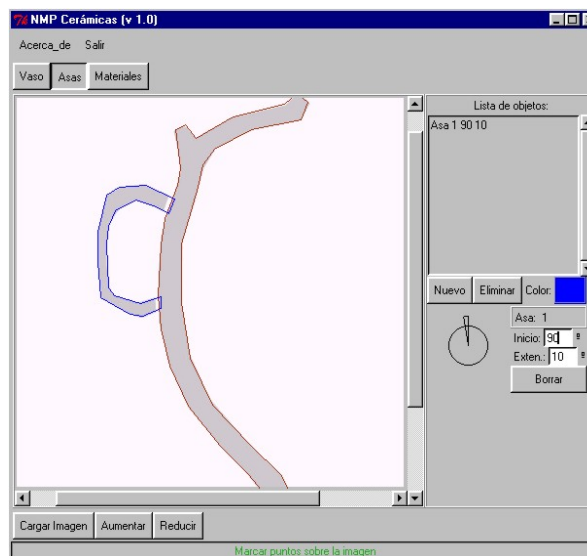 NMP Cerámicas (v 1.0)
Acerca_de Salir
Vaso Asas Materiales
Lista de objetos:
Asa 1 90 10
Nuevo Eliminar Color:
Asa: 1
Inicio: 90 º
Exten.: 10 º
Borrar
Cargar Imagen Aumentar Reducir
Marcar puntos sobre la imagen